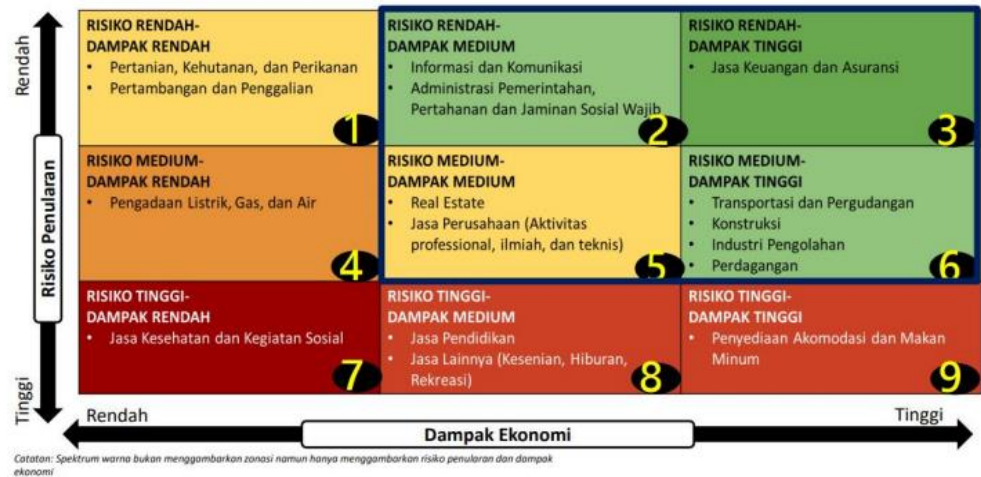 Rendah
Risiko Penularan
Tinggi
RISIKO RENDAH-
DAMPAK RENDAH
• Pertanian, Kehutanan, dan Perikanan
• Pertambangan dan Penggalian
1
RISIKO RENDAH-
DAMPAK MEDIUM
• Informasi dan Komunikasi
• Administrasi Pemerintahan,
Pertahanan dan Jaminan Sosial Wajib
2
RISIKO RENDAH-
DAMPAK TINGGI
• Jasa Keuangan dan Asuransi
3
RISIKO MEDIUM-
DAMPAK RENDAH
• Pengadaan Listrik, Gas, dan Air
4
RISIKO MEDIUM-
DAMPAK MEDIUM
• Real Estate
• Jasa Perusahaan (Aktivitas
professional, ilmiah, dan teknis)
5
RISIKO MEDIUM-
DAMPAK TINGGI
• Transportasi dan Pergudangan
• Konstruksi
• Industri Pengolahan
• Perdagangan
6
RISIKO TINGGI-
DAMPAK RENDAH
• Jasa Kesehatan dan Kegiatan Sosial
7
RISIKO TINGGI-
DAMPAK MEDIUM
• Jasa Pendidikan
• Jasa Lainnya (Kesenian, Hiburan,
Rekreasi)
8
RISIKO TINGGI-
DAMPAK TINGGI
• Penyediaan Akomodasi dan Makan
Minum
9
Rendah
Tinggi
Dampak Ekonomi
Catatan: Spektrum warna bukan menggambarkan zonasi namun hanya menggambarkan risiko penularan dan dampak
ekonomi